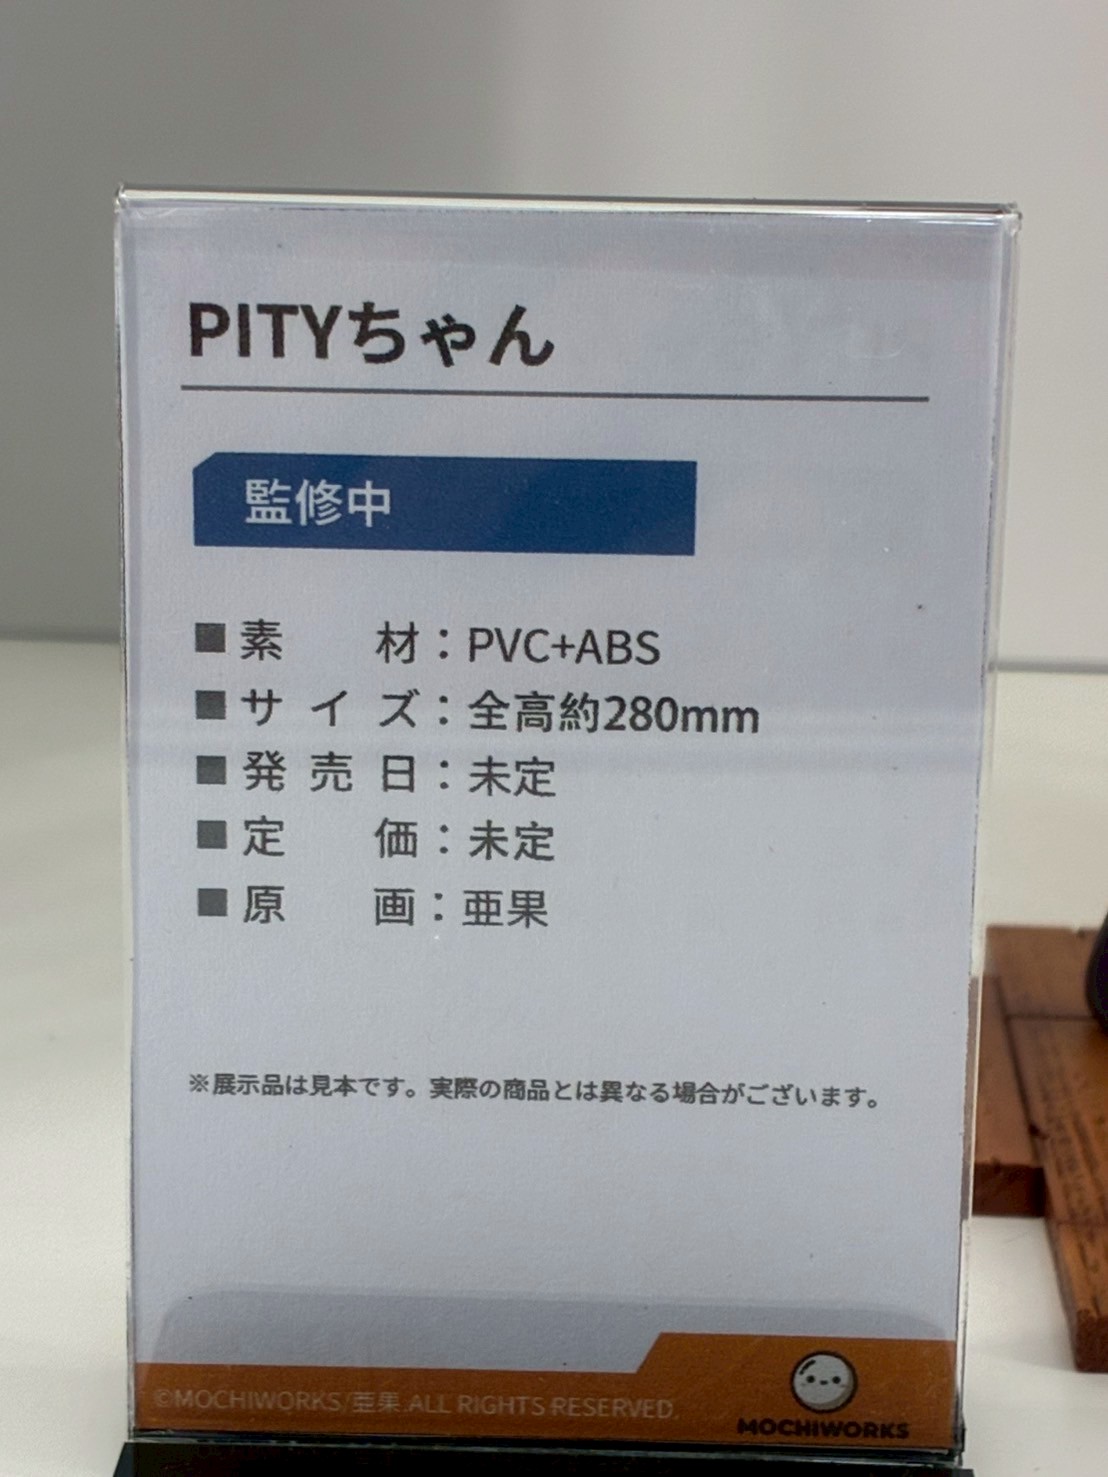 PITYちゃん
監修中
■素　　材：PVC+ABS
■サ イ ズ：全高約280mm
■発 売 日：未定
■定　　価：未定
■原　　画：亜果
※展示品は見本です。実際の商品とは異なる場合がございます。
©MOCHIWORKS/亜果.ALL RIGHTS RESERVED.
MOCHIWORKS